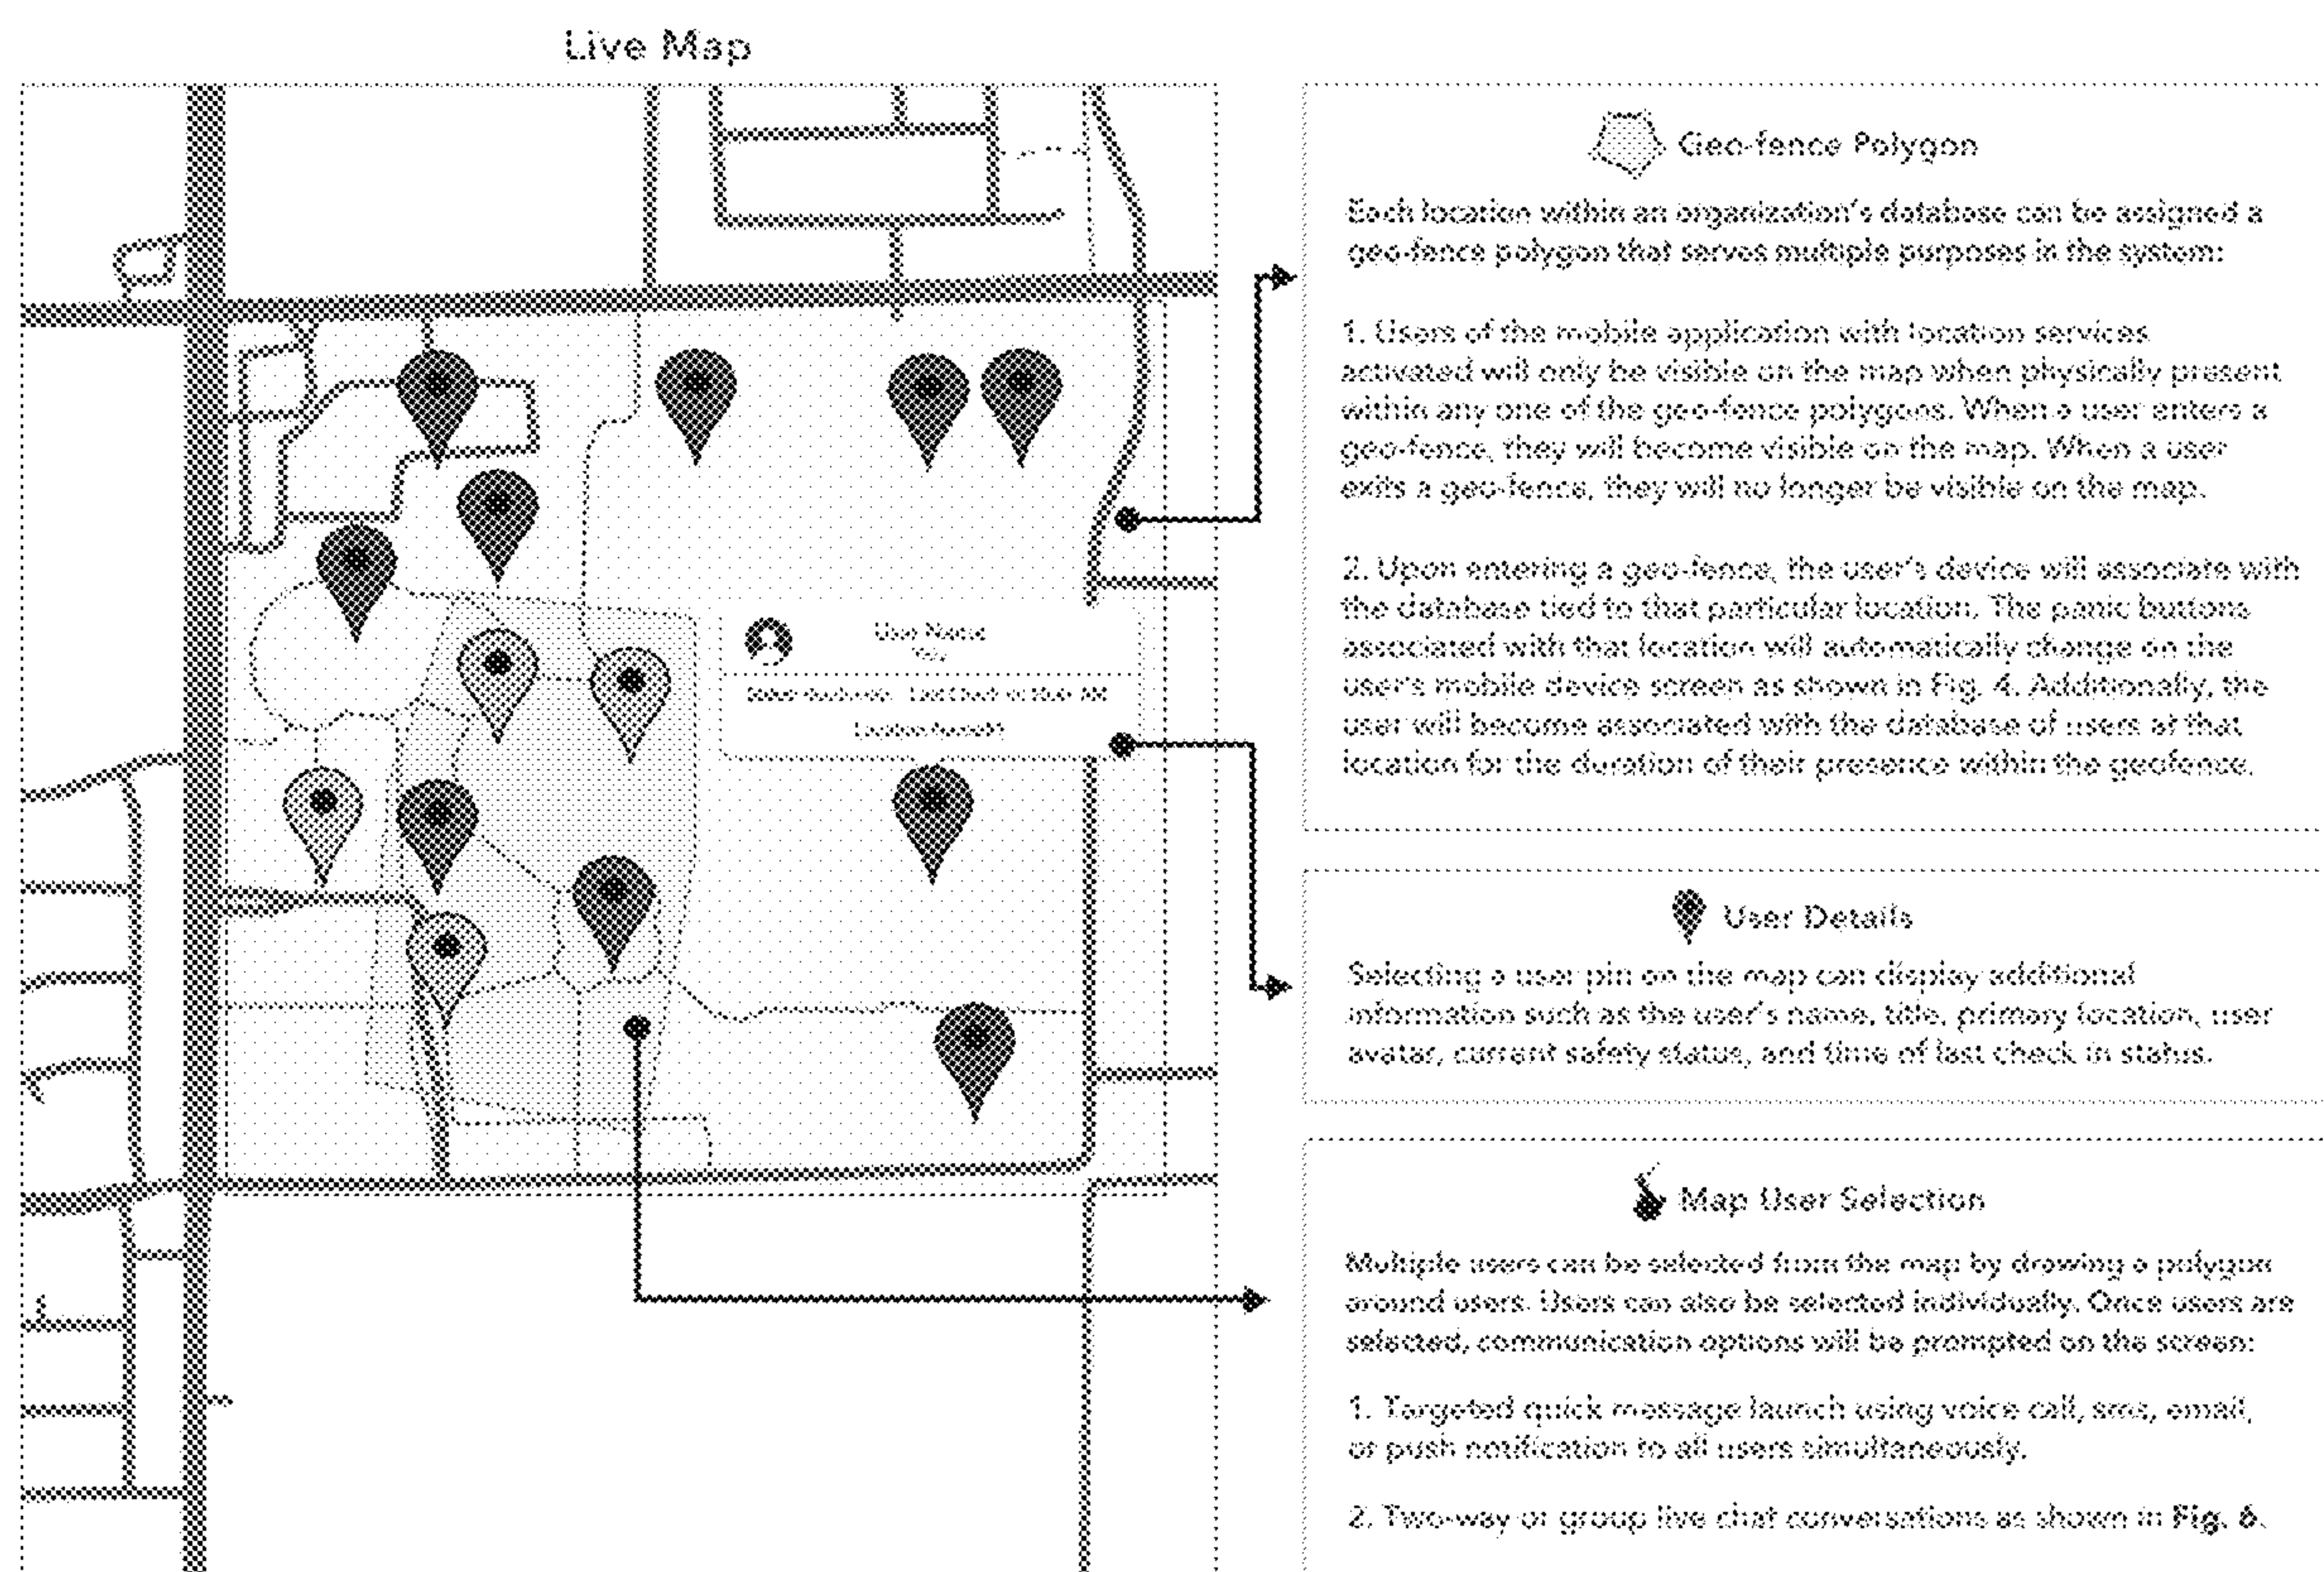 Live Map
Geo-fence Polygon
Each location within an organization's database can be assigned a
geo-fence polygon that serves multiple purposes in the system:
1. Users of the mobile application with location services
activated will only be visible on the map when physically present
within any one of the geo-fence polygons. When a user enters a
geo-fence, they will become visible on the map. When a user
exits a geo-fence, they will no longer be visible on the map.
2. Upon entering a geo-fence, the user's device will associate with
the database tied to that particular location. The panic buttons
associated with that location will automatically change on the
user's mobile device screen as shown in Fig. 4. Additionally, the
user will become associated with the database of users at that
location for the duration of their presence within the geofence.
User Name
Title
User Details
Selecting a user pin on the map can display additional
information such as the user's name, title, primary location, user
avatar, current safety status, and time of last check in status.
Map User Selection
Multiple users can be selected from the map by drawing a polygon
around users. Users can also be selected individually. Once users are
selected, communication options will be prompted on the screen:
1. Targeted quick message launch using voice call, sms, email,
or push notification to all users simultaneously.
2. Two-way or group live chat conversations as shown in Fig. 6.